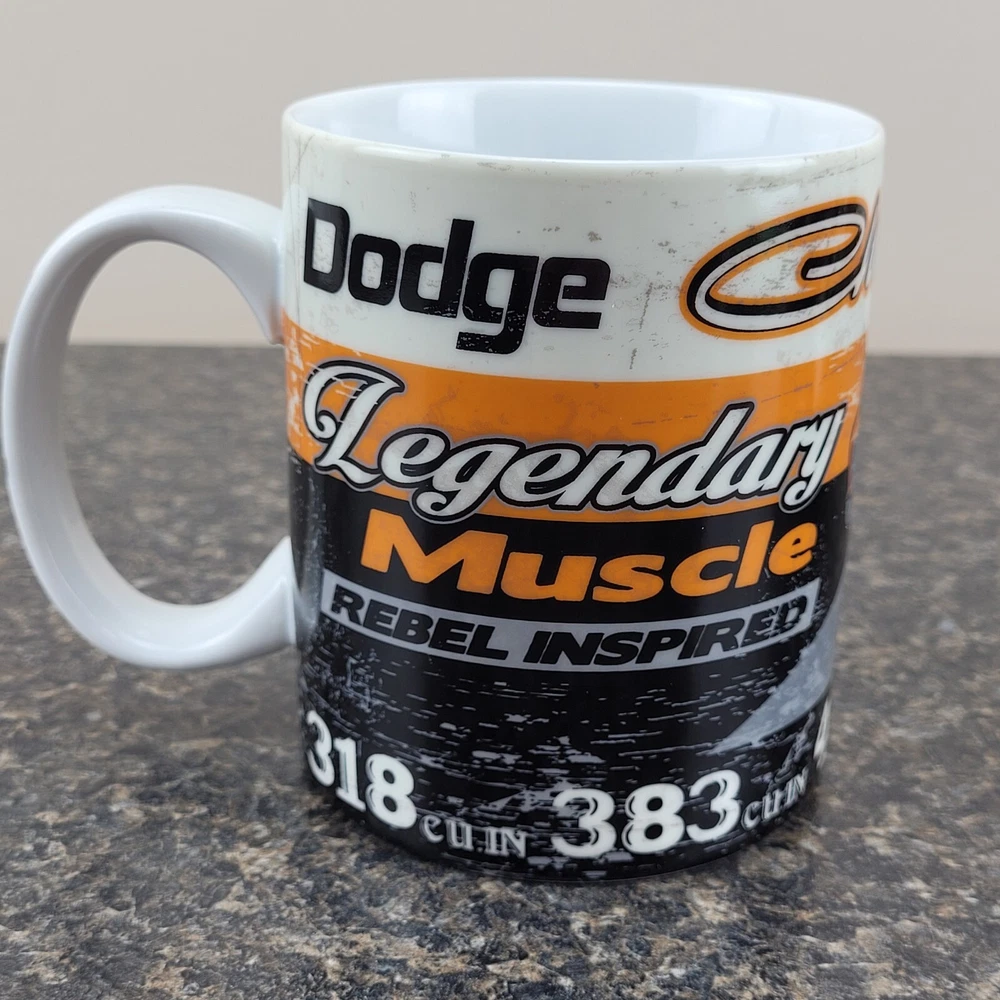 Dodge
Legendary
Muscle
REBEL INSPIRED
318 CU IN 383 CU IN